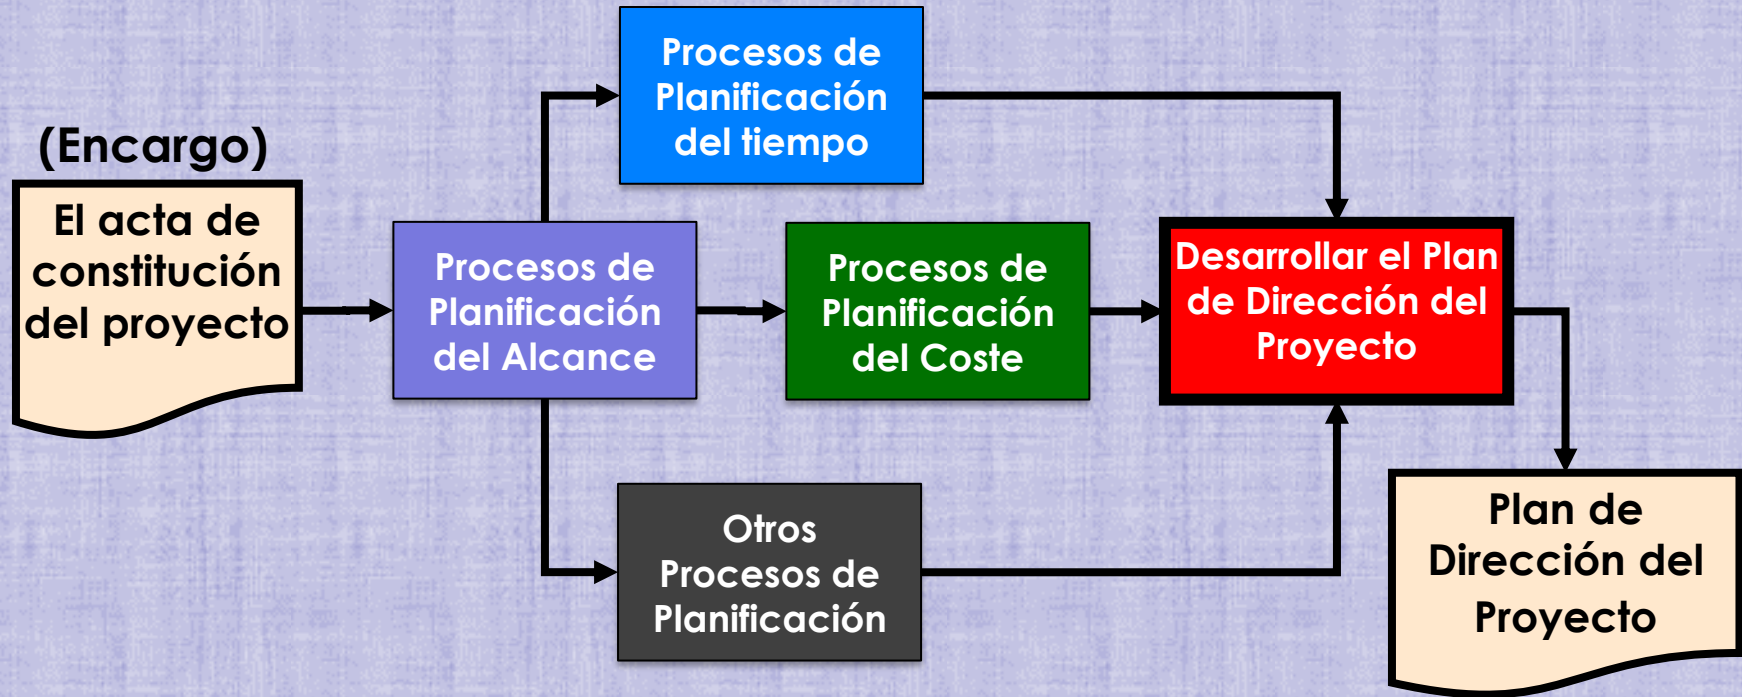 (Encargo)
El acta de
constitución
del proyecto
Procesos de
Planificación
del Alcance
Procesos de
Planificación
del tiempo
Procesos de
Planificación
del Coste
Otros
Procesos de
Planificación
Desarrollar el Plan
de Dirección del
Proyecto
Plan de
Dirección del
Proyecto